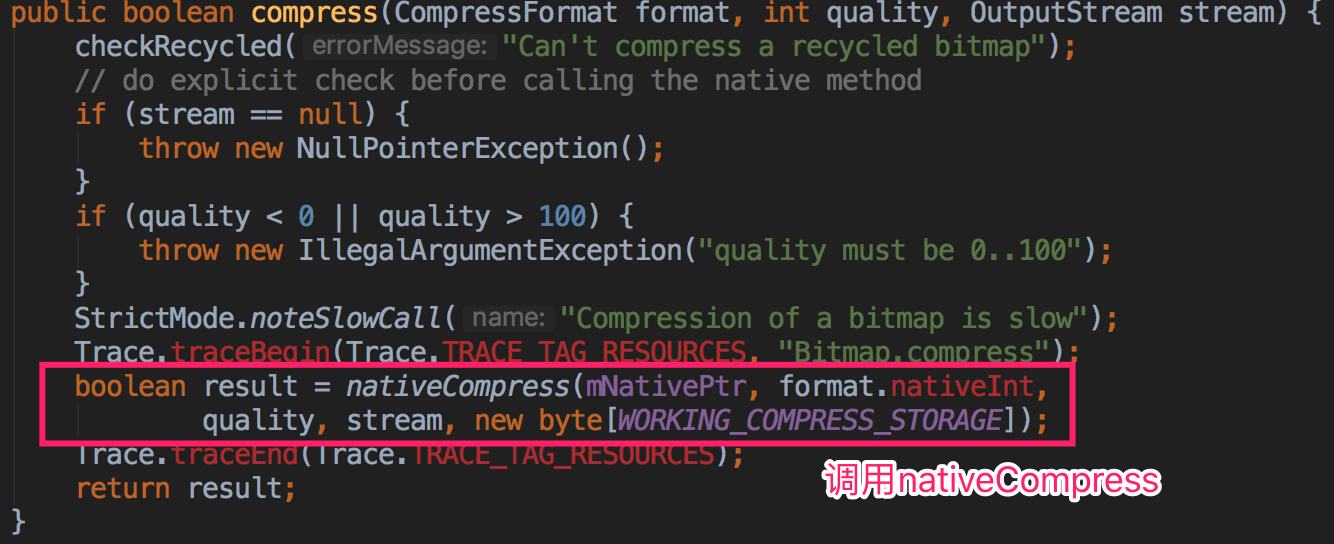 public boolean compress(CompressFormat format, int quality, OutputStream stream) {
checkRecycled( errorMessage: "Can't compress a recycled bitmap");
// do explicit check before calling the native method
if (stream == null) {
throw new NullPointerException();
}
if (quality < 0 || quality > 100) {
throw new IllegalArgumentException("quality must be 0..100");
}
StrictMode.noteSlowCall( name: "Compression of a bitmap is slow");
Trace.traceBegin(Trace.TRACE_TAG_RESOURCES, "Bitmap.compress");
boolean result = nativeCompress(mNativePtr, format.nativeInt,
quality, stream, new byte[WORKING_COMPRESS_STORAGE]);
Trace.traceEnd(Trace.TRACE_TAG_RESOURCES);
调用nativeCompress
return result;
}